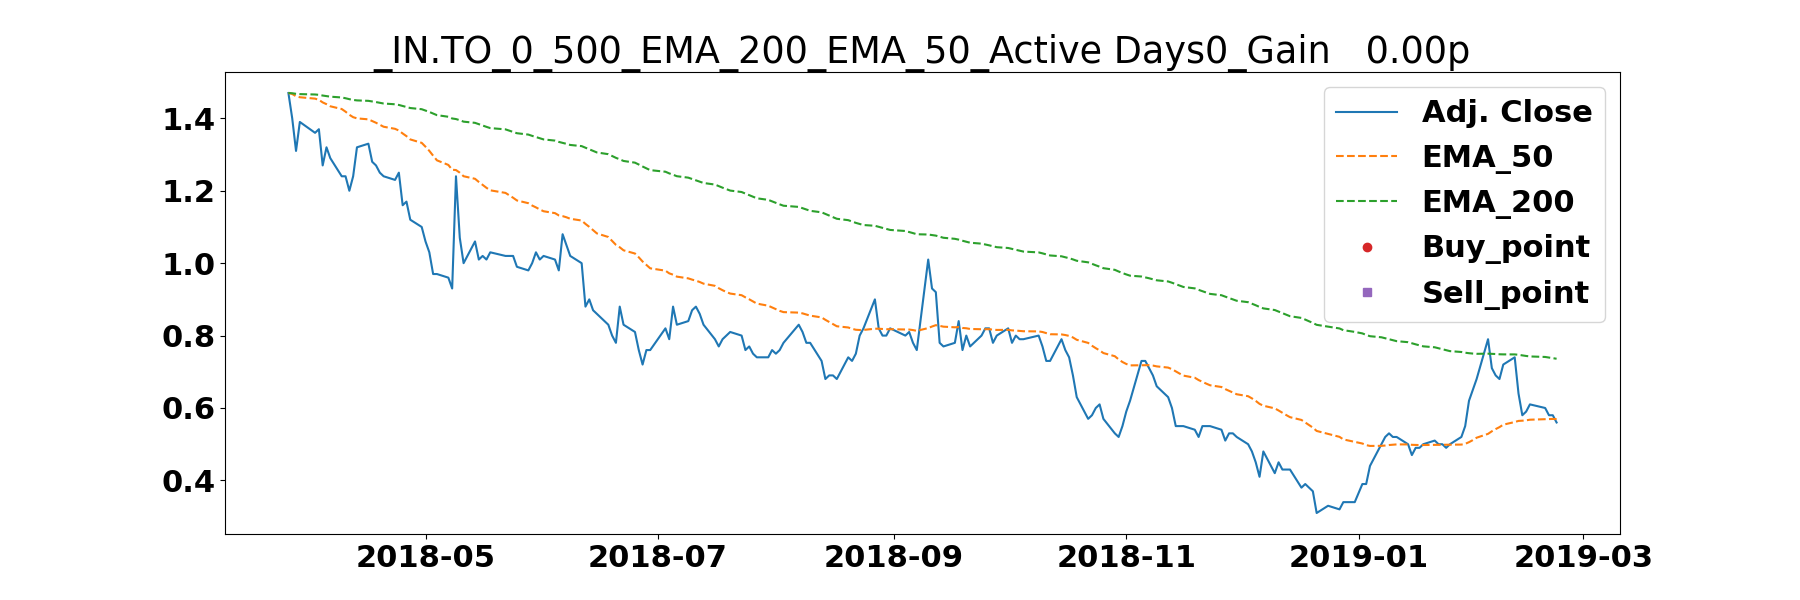 _IN.TO_0_500_EMA_200_EMA_50_Active Days0_Gain   0.00p
1.4
1.2
1.0
0.8
0.6
0.4
Adj. Close
EMA_50
EMA_200
Buy_point
Sell_point
2018-05 2018-07 2018-09 2018-11 2019-01 2019-03